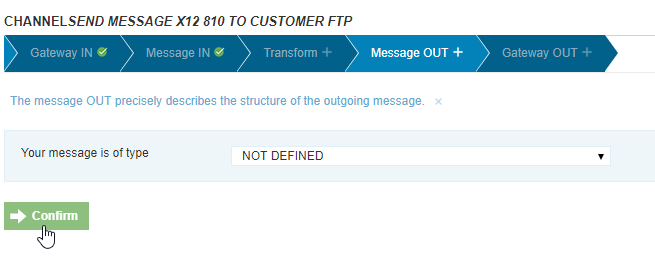 CHANNELSEND MESSAGE X12 810 TO CUSTOMER FTP
Gateway IN Message IN Transform + Message OUT + Gateway OUT +
The message OUT precisely describes the structure of the outgoing message. ×
Your message is of type NOT DEFINED
Confirm